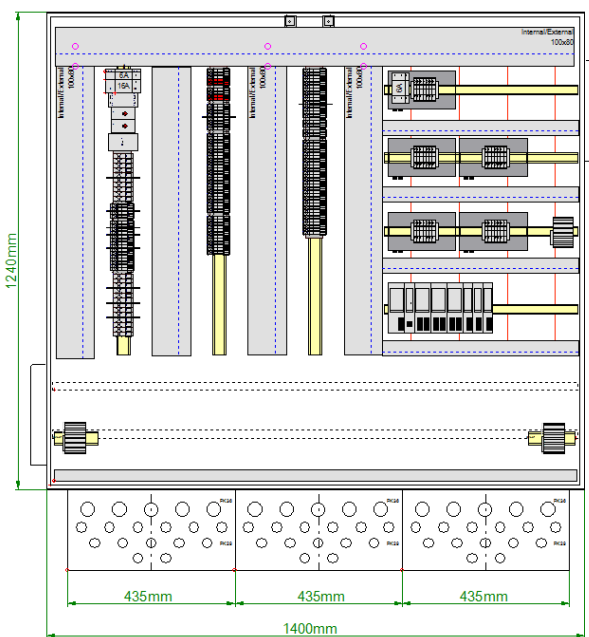 Internal/External
100x80
Internal/External
100x80
6A
16A
Internal/External
100x80
Internal/External
100x80
6A
1240mm
435mm
435mm
435mm
1400mm